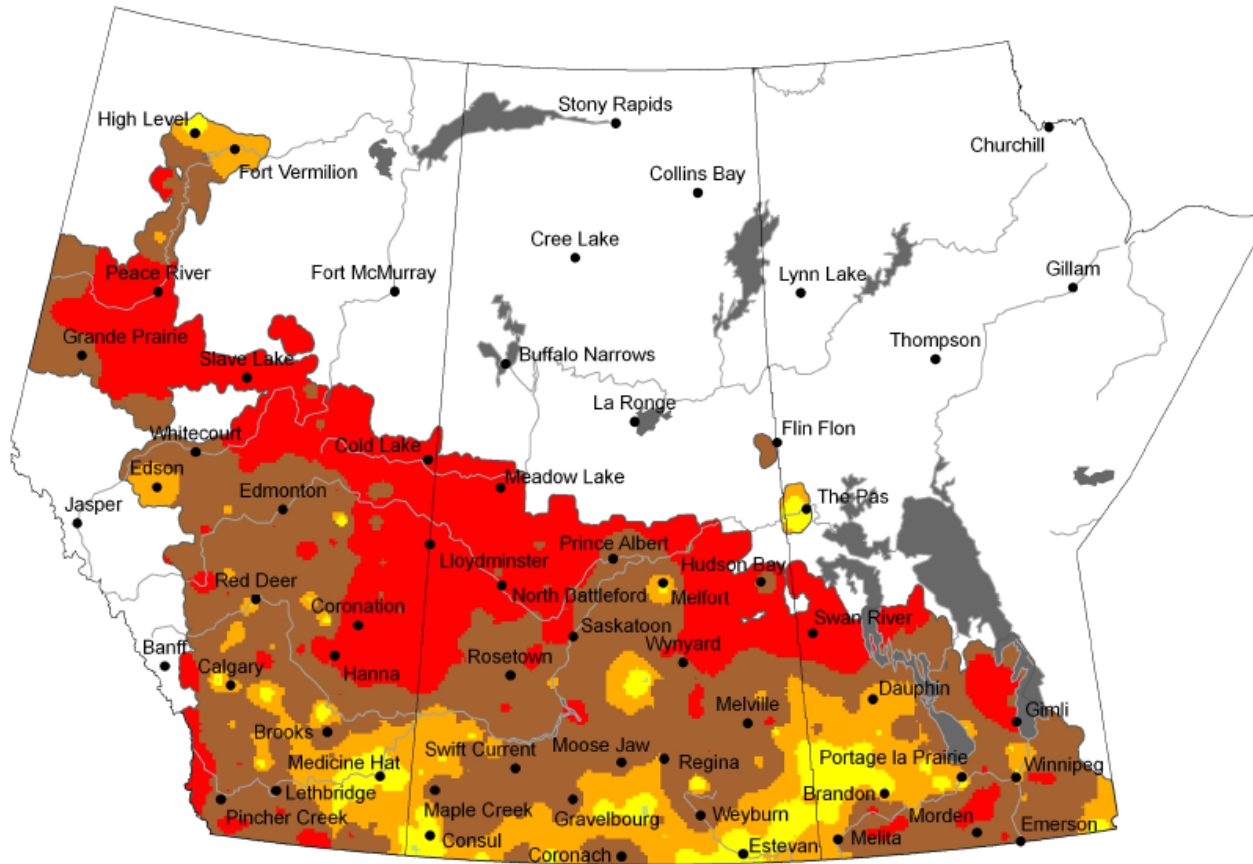 Stony Rapids
High Level
Churchill
Fort Vermilion
Collins Bay
Cree Lake
Peace River
Fort McMurray
Lynn Lake
Gillam
Grande Prairie
Thompson
Slave Lake
Buffalo Narrows
La Ronge
Flin Flon
Whitecourt
Cold Lake
Edson
Meadow Lake
Edmonton
The Pas
Jasper
Prince Albert
Lloydminster
Hudson Bay
Red Deer
North Battleford
Melfort
Coronation
Saskatoon
Swan River
Banff
Wynyard
Calgary
Hanna
Rosetown
Dauphin
Melville
Gimli
Brooks
Swift Current
Moose Jaw
Medicine Hat
Regina
Portage la Prairie
Winnipeg
Lethbridge
Brandon
Pincher Creek
Maple Creek
Gravelbourg
Weyburn
Morden
Emerson
Consul
Melita
Coronach
Estevan